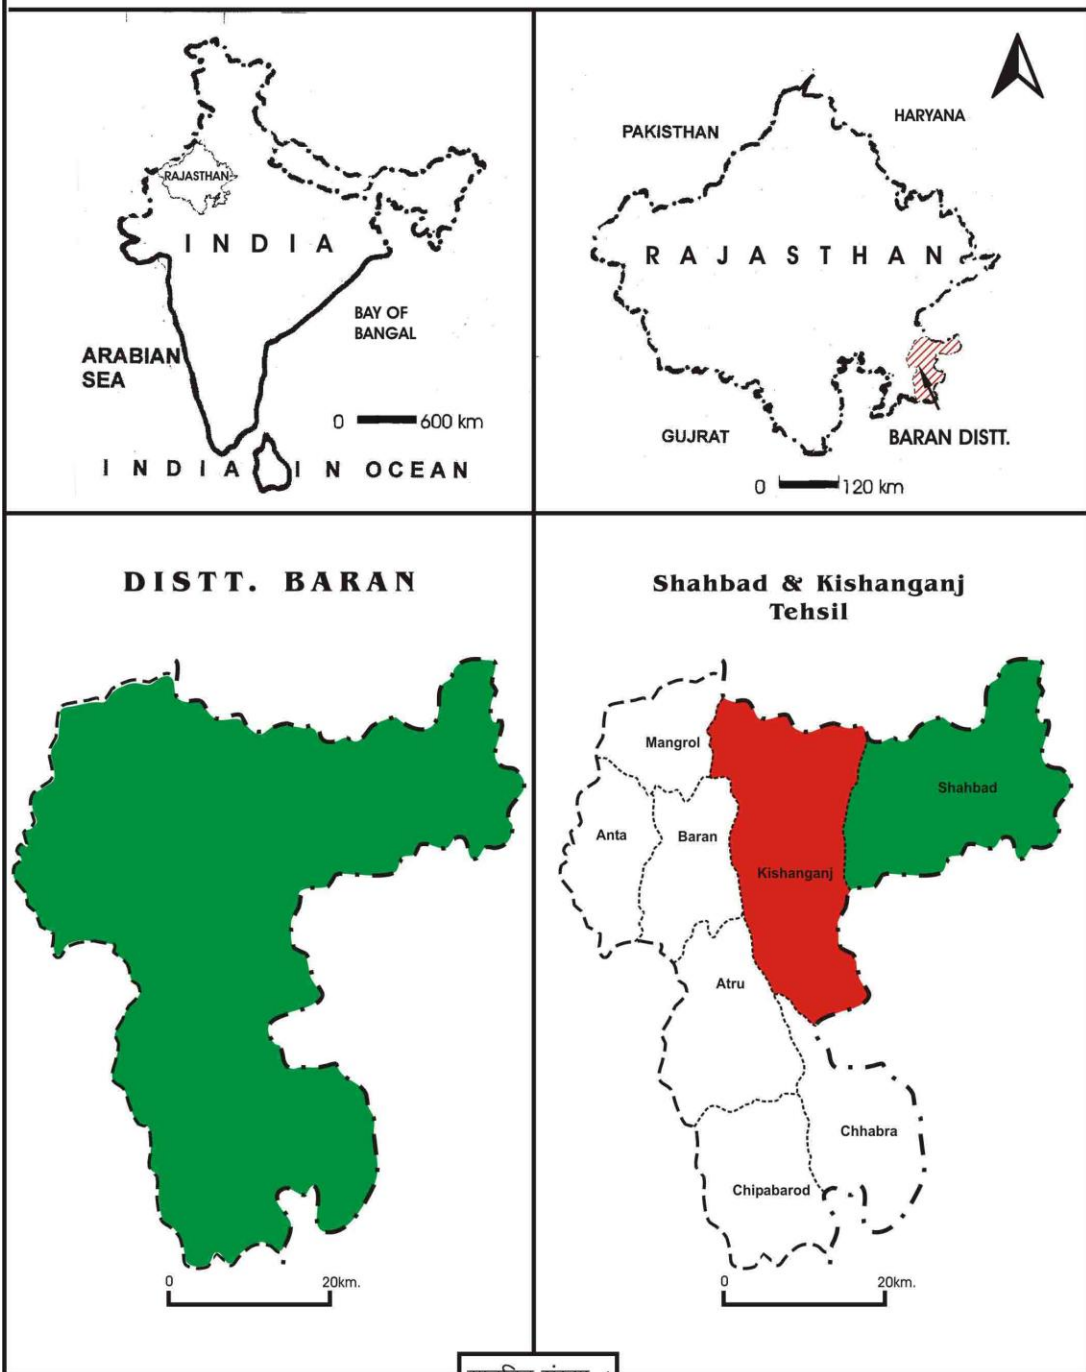 RAJASTHAN
I N D I A
BAY OF
BANGAL
ARABIAN
SEA
0 600 km
I N D I A I N OCEAN
PAKISTHAN
HARYANA
R A J A S T H A N
GUJRAT
BARAN DISTT.
0 120 km
DISTT. BARAN
0 20km.
Shahbad & Kishanganj
Tehsil
Mangrol
Shahbad
Anta
Baran
Kishanganj
Atru
Chhabra
Chipabarod
0 20km.